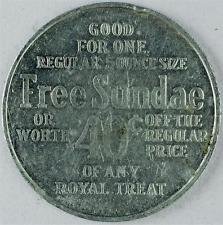 GOOD
FOR ONE
REGULAR 5 OUNCE SIZE
Free Sundae
OR WORTH 40¢ OFF THE REGULAR PRICE
OF ANY
ROYAL TREAT